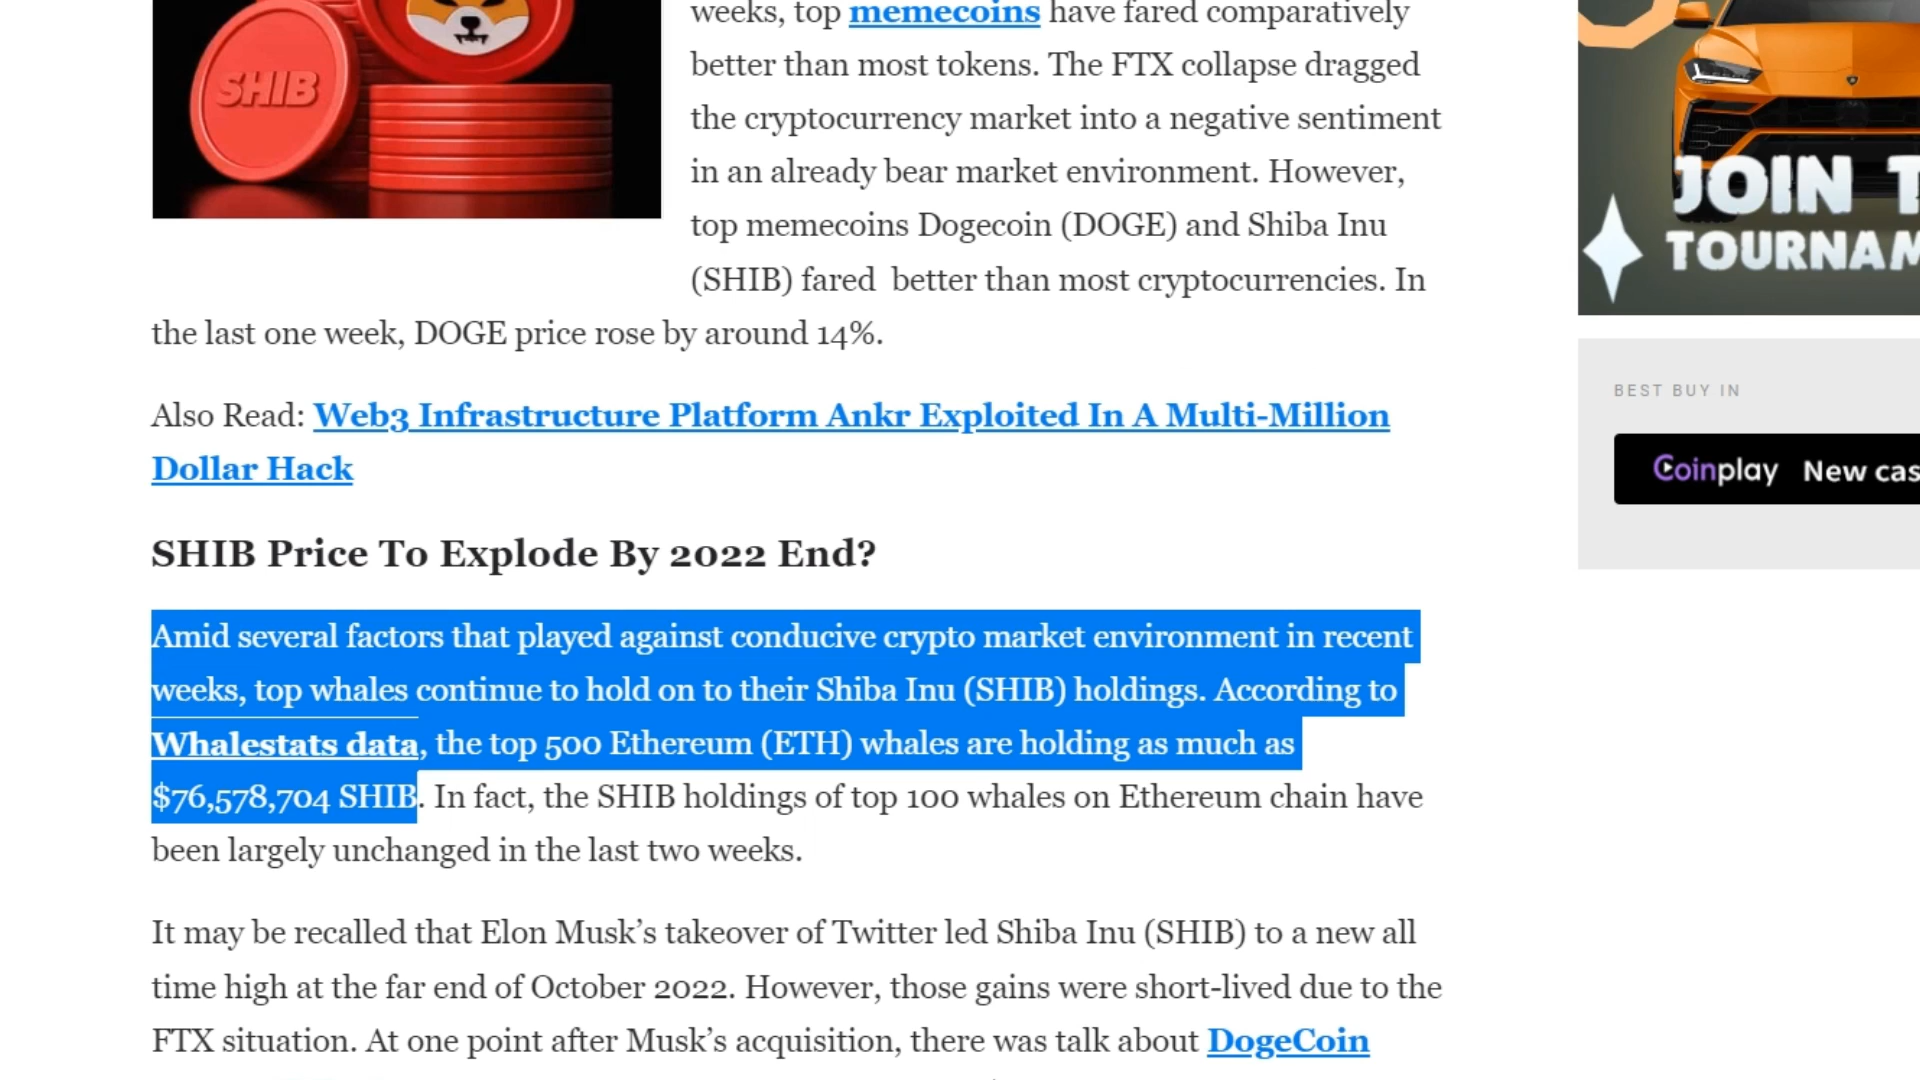 SHIB
weeks, top memecoins have fared comparatively
better than most tokens. The FTX collapse dragged
the cryptocurrency market into a negative sentiment
in an already bear market environment. However,
top memecoins Dogecoin (DOGE) and Shiba Inu
(SHIB) fared  better than most cryptocurrencies. In
the last one week, DOGE price rose by around 14%.
Also Read: Web3 Infrastructure Platform Ankr Exploited In A Multi-Million
Dollar Hack
SHIB Price To Explode By 2022 End?
Amid several factors that played against conducive crypto market environment in recent
weeks, top whales continue to hold on to their Shiba Inu (SHIB) holdings. According to
Whalestats data, the top 500 Ethereum (ETH) whales are holding as much as
$76,578,704 SHIB. In fact, the SHIB holdings of top 100 whales on Ethereum chain have
been largely unchanged in the last two weeks.
It may be recalled that Elon Musk’s takeover of Twitter led Shiba Inu (SHIB) to a new all
time high at the far end of October 2022. However, those gains were short-lived due to the
FTX situation. At one point after Musk’s acquisition, there was talk about DogeCoin
JOIN T
TOURNAM
BEST BUY IN
Coinplay New cas